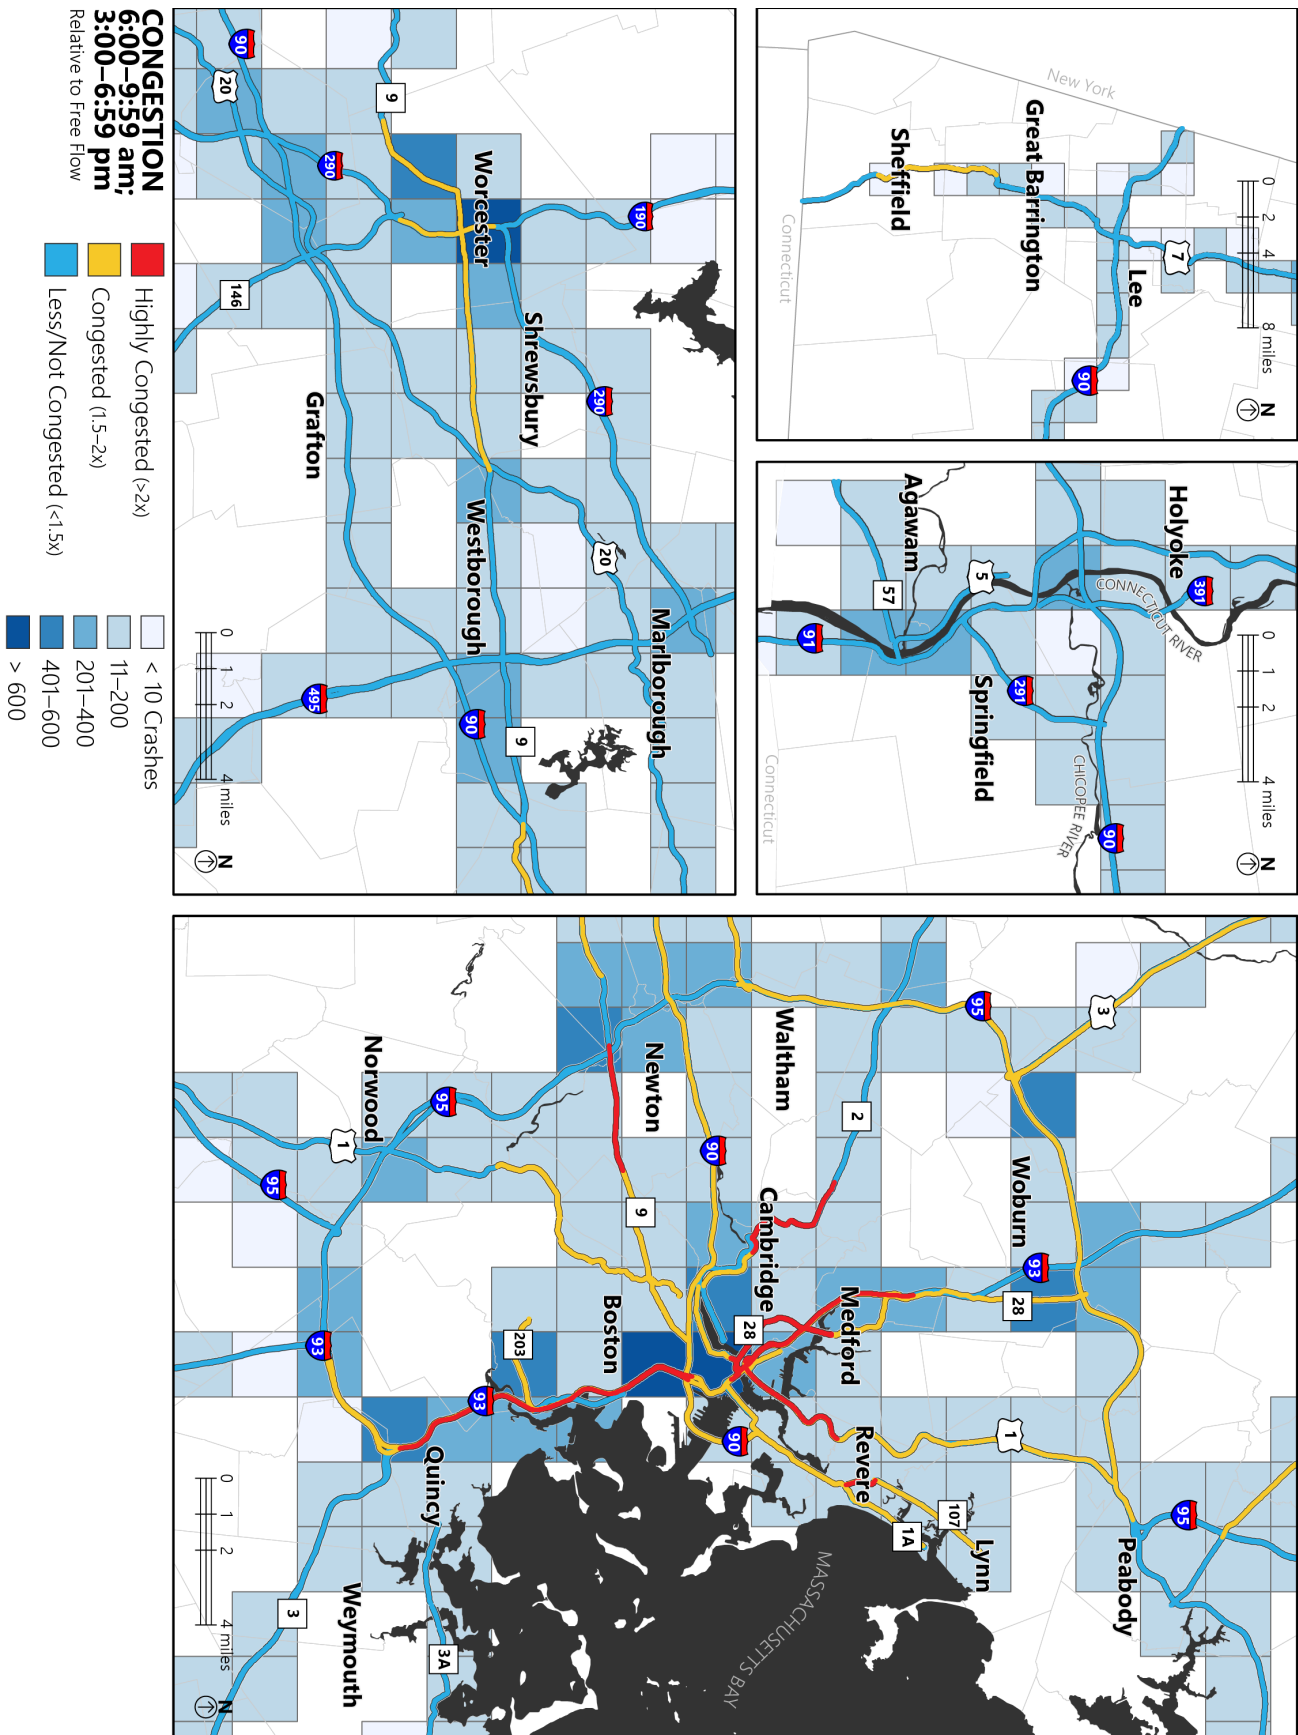 New York
Great Barrington
Sheffield
Lee
Connecticut
7
90
0 2 4 8 miles
N
Holyoke
Agawam
Springfield
CONNECTICUT RIVER
CHICOPEE RIVER
Connecticut
391
5
57
91
291
90
0 1 2 4 miles
N
Worcester
Shrewsbury
Grafton
Westborough
Marlborough
90
20
9
290
190
146
290
20
495
90
9
0 1 2 4 miles
N
Waltham
Newton
Norwood
Woburn
Cambridge
Medford
Boston
Revere
Lynn
Peabody
Quincy
Weymouth
MASSACHUSETTS BAY
3
95
2
90
9
95
1
95
93
28
28
203
93
93
1
90
107
1A
95
3
3A
0 1 2 4 miles
N
CONGESTION
6:00–9:59 am;
3:00–6:59 pm
Relative to Free Flow
Highly Congested (>2x)
Congested (1.5–2x)
Less/Not Congested (<1.5x)
< 10 Crashes
11–200
201–400
401–600
> 600